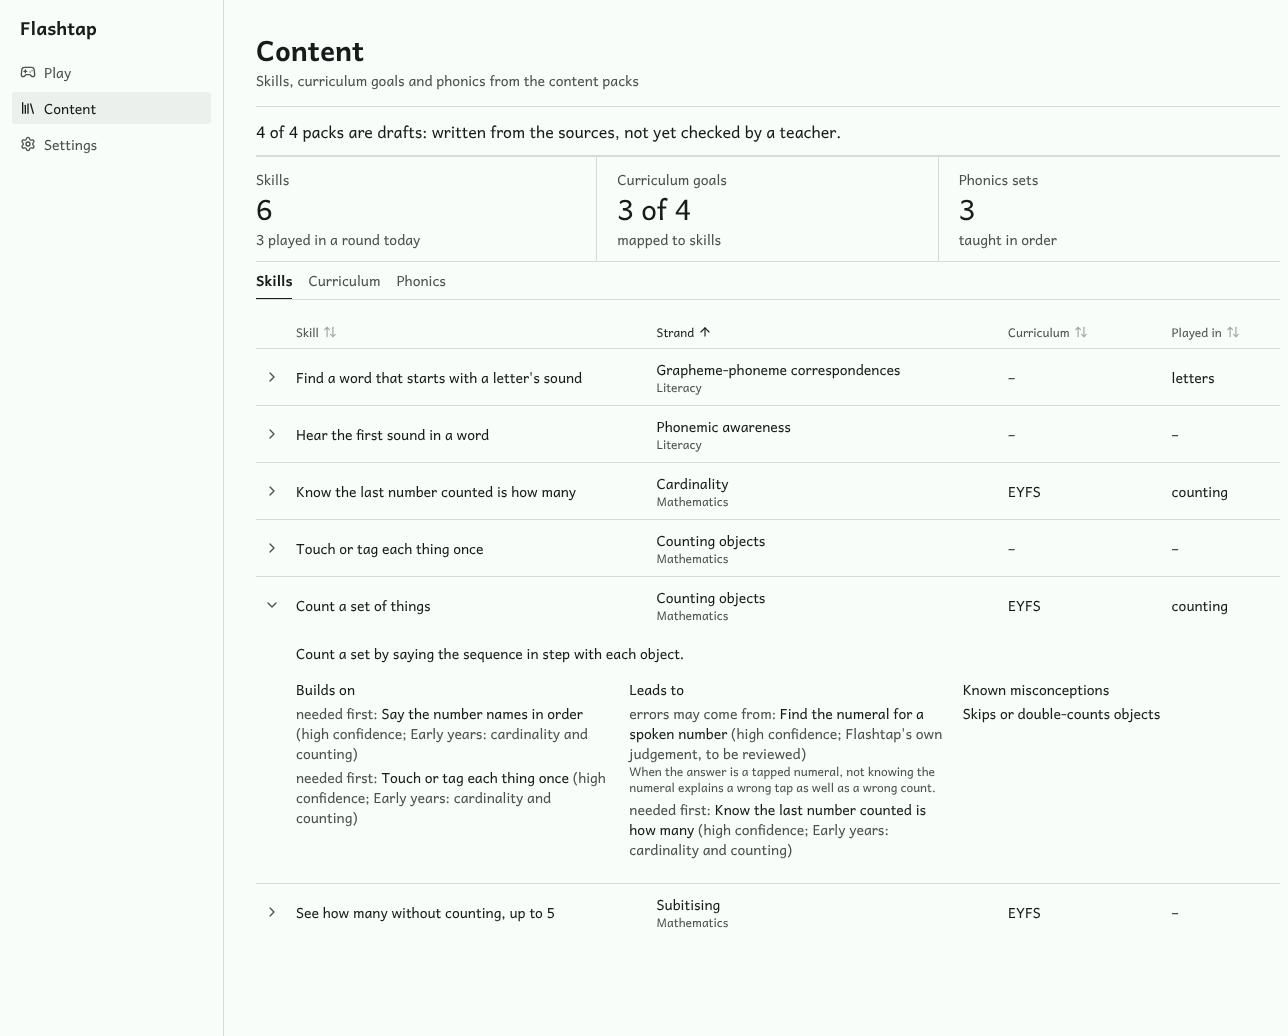 Flashtap
Play
Content
Settings
Content
Skills, curriculum goals and phonics from the content packs
4 of 4 packs are drafts: written from the sources, not yet checked by a teacher.
Skills
6
3 played in a round today
Curriculum goals
3 of 4
mapped to skills
Phonics sets
3
taught in order
Skills Curriculum Phonics
Skill Strand Curriculum Played in
Find a word that starts with a letter's sound
Grapheme-phoneme correspondences
Literacy
–
letters
Hear the first sound in a word
Phonemic awareness
Literacy
–
–
Know the last number counted is how many
Cardinality
Mathematics
EYFS
counting
Touch or tag each thing once
Counting objects
Mathematics
–
–
Count a set of things
Counting objects
Mathematics
EYFS
counting
Count a set by saying the sequence in step with each object.
Builds on
needed first: Say the number names in order
(high confidence; Early years: cardinality and
counting)
needed first: Touch or tag each thing once (high
confidence; Early years: cardinality and
counting)
Leads to
errors may come from: Find the numeral for a
spoken number (high confidence; Flashtap's own
judgement, to be reviewed)
When the answer is a tapped numeral, not knowing the
numeral explains a wrong tap as well as a wrong count.
needed first: Know the last number counted is
how many (high confidence; Early years:
cardinality and counting)
Known misconceptions
Skips or double-counts objects
See how many without counting, up to 5
Subitising
Mathematics
EYFS
–